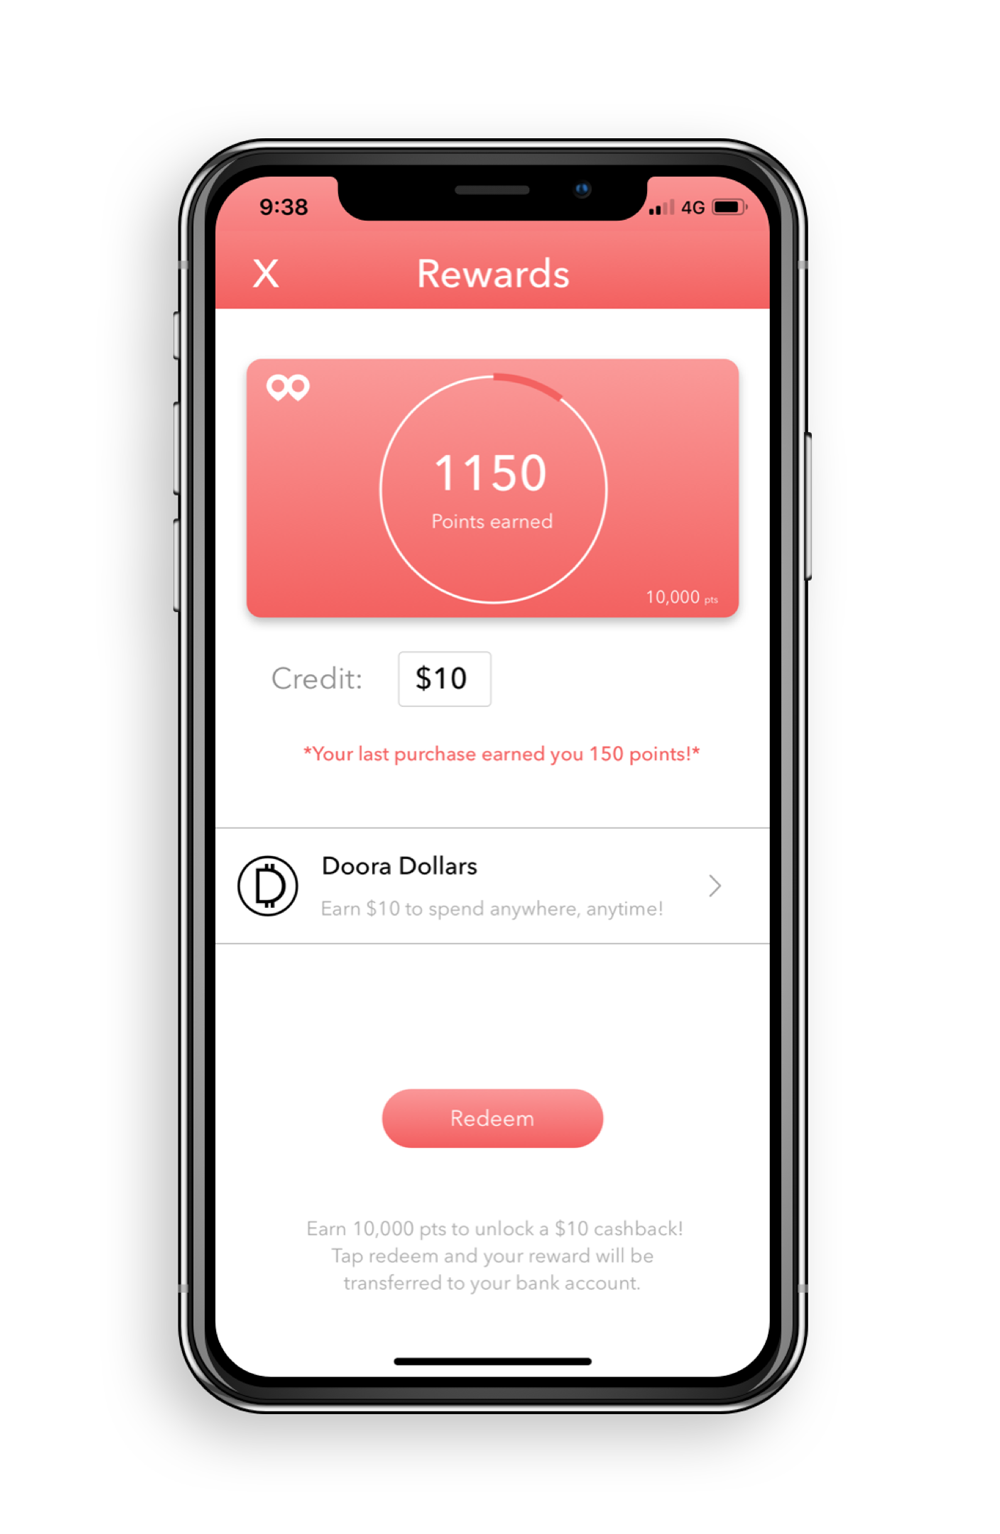 9:38
4G
X
Rewards
1150
Points earned
10,000 pts
Credit:
$10
*Your last purchase earned you 150 points!*
Doora Dollars
Earn $10 to spend anywhere, anytime!
Redeem
Earn 10,000 pts to unlock a $10 cashback!
Tap redeem and your reward will be
transferred to your bank account.